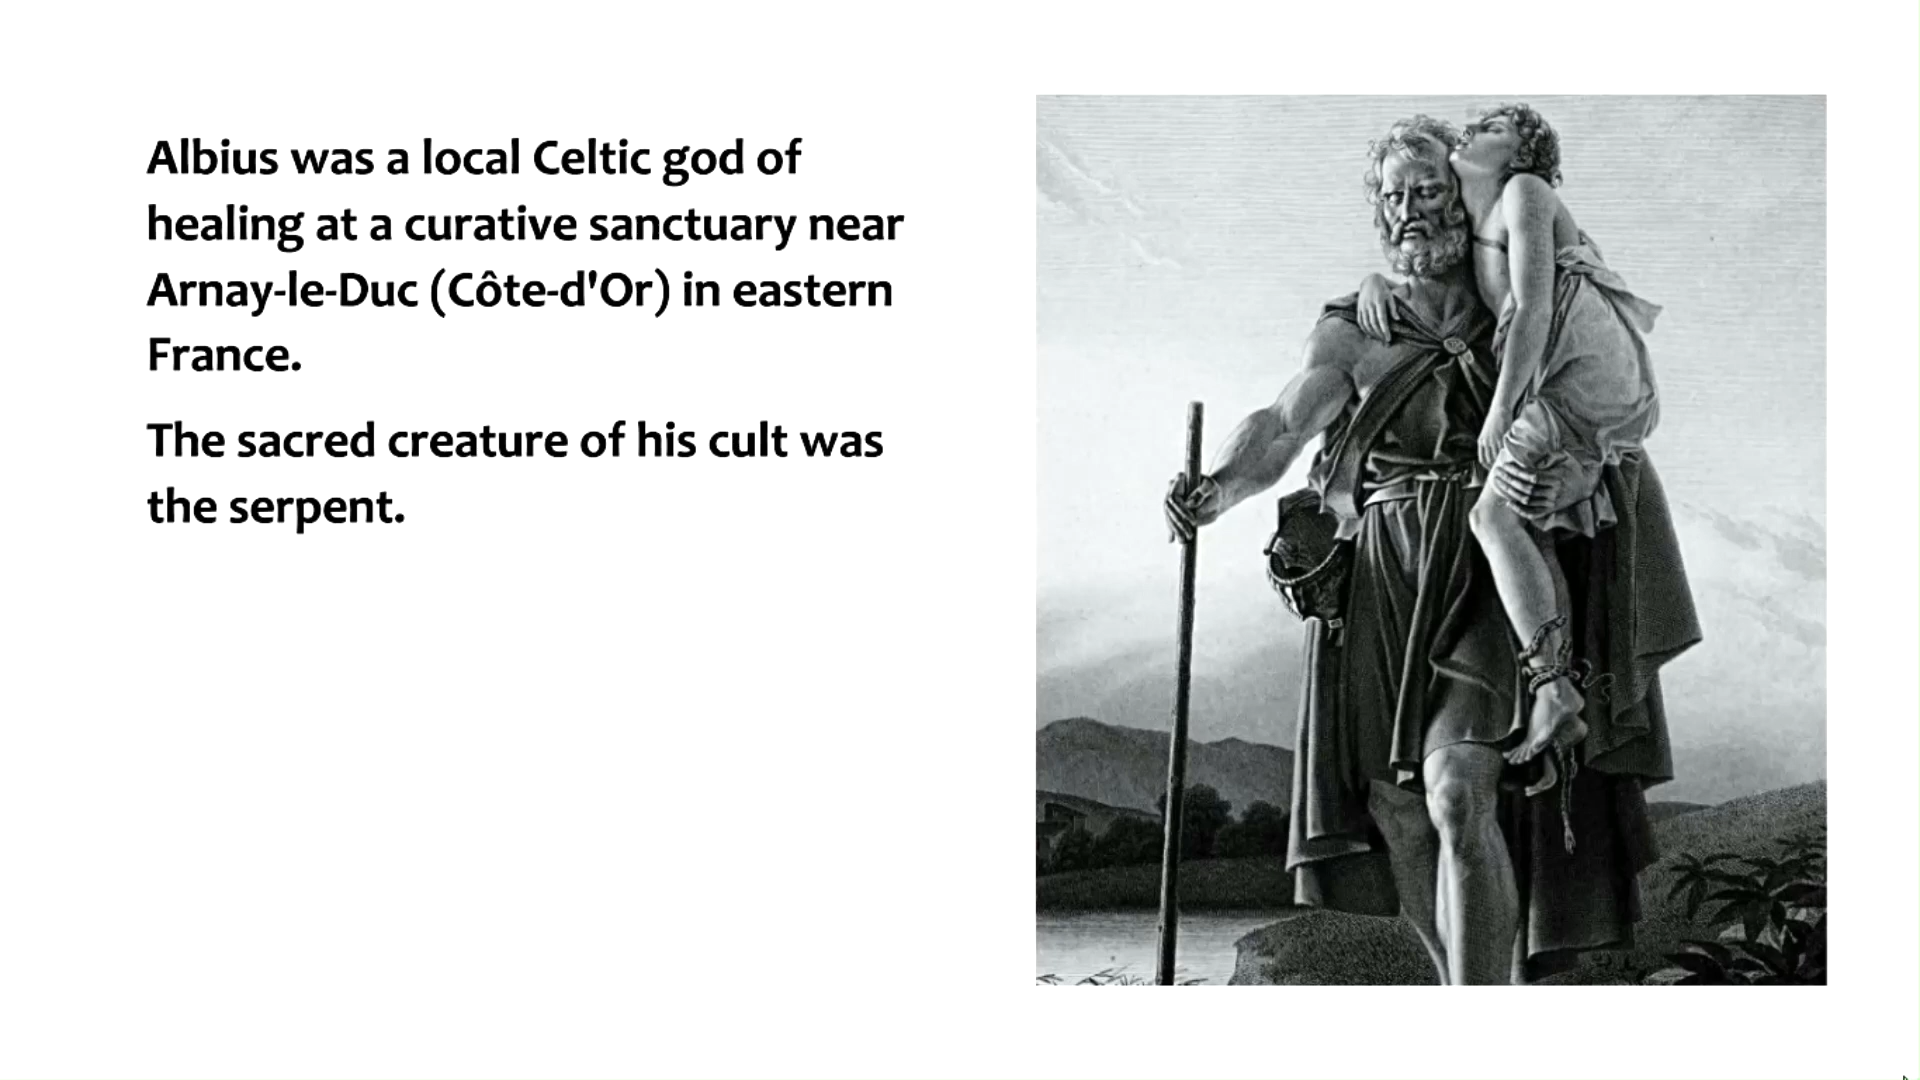 Albius was a local Celtic god of
healing at a curative sanctuary near
Arnay-le-Duc (Côte-d'Or) in eastern
France.
The sacred creature of his cult was
the serpent.